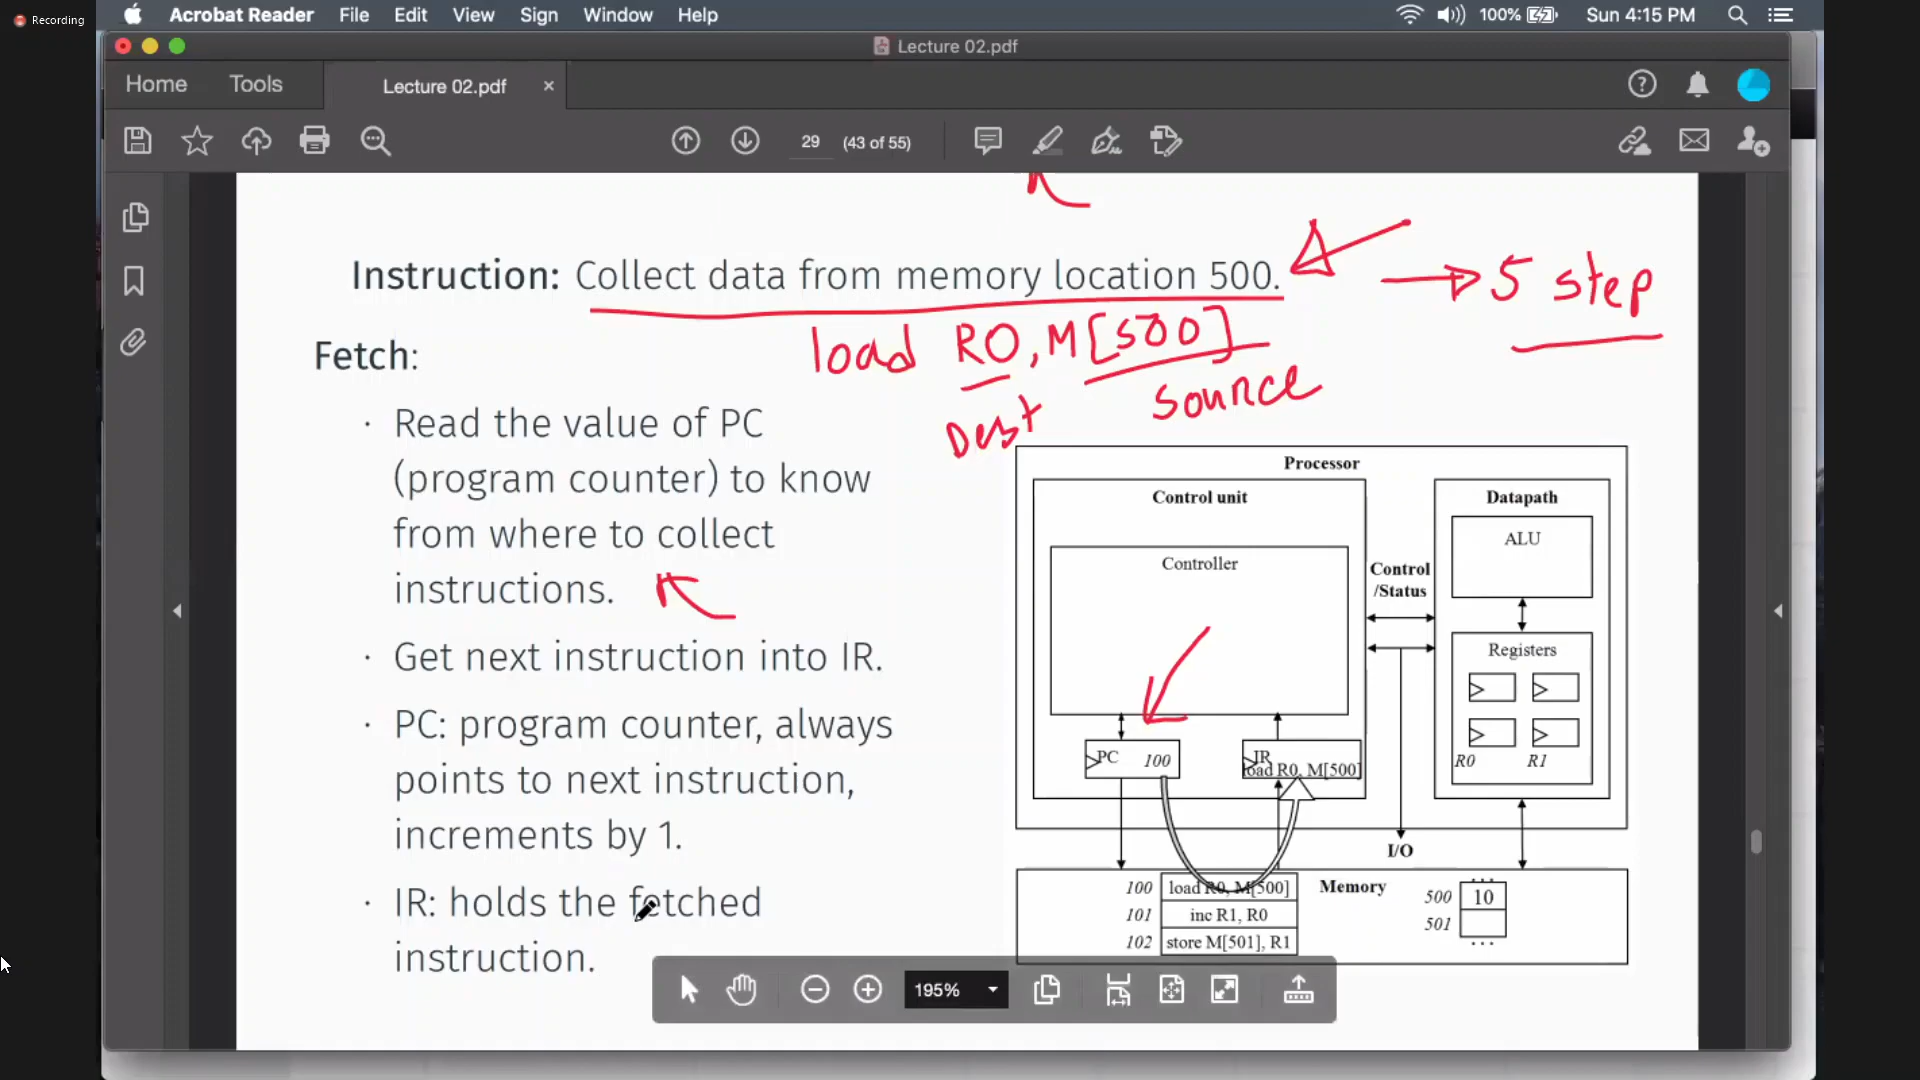 Recording
Acrobat Reader File Edit View Sign Window Help 100% Sun 4:15 PM
Lecture 02.pdf
Home Tools Lecture 02.pdf ×
29 (43 of 55)
Instruction: Collect data from memory location 500.
→ 5 step
load R0, M[500]
Dest Source
Fetch:
· Read the value of PC
(program counter) to know
from where to collect
instructions.
· Get next instruction into IR.
· PC: program counter, always
points to next instruction,
increments by 1.
· IR: holds the fetched
instruction.
Processor
Control unit
Datapath
ALU
Controller
Control
/Status
Registers
PC 100
IR
load R0, M[500]
R0 R1
I/O
Memory
100 load R0, M[500]
101 inc R1, R0
102 store M[501], R1
...
500 10
501
...
195%